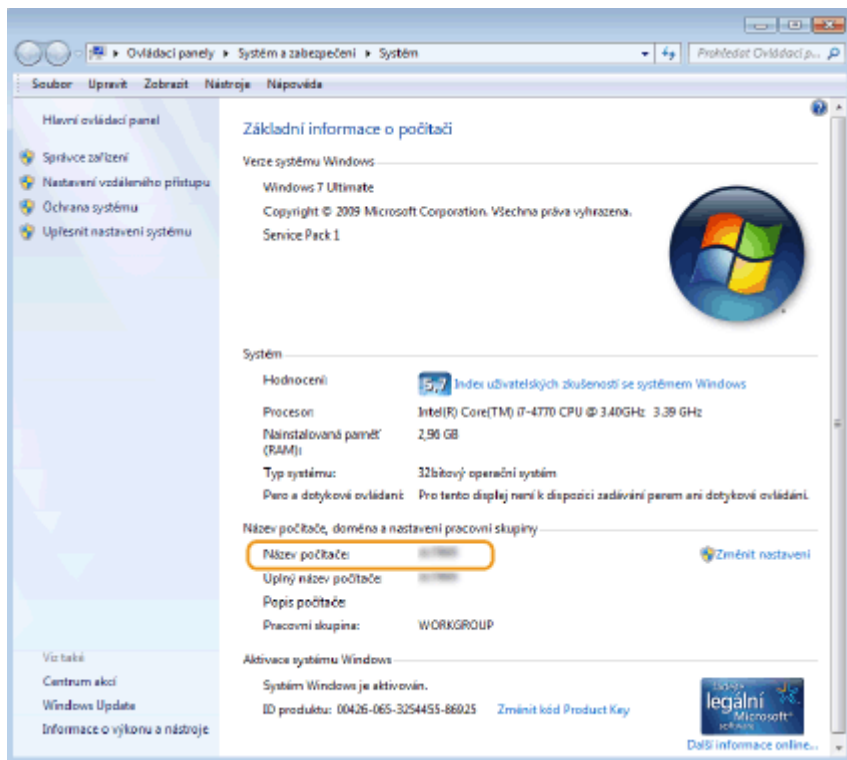 Ovládací panely ▸ Systém a zabezpečení ▸ Systém
Prohledat Ovládací p...
Soubor Upravit Zobrazit Nástroje Nápověda
Hlavní ovládací panel
Správce zařízení
Nastavení vzdáleného přístupu
Ochrana systému
Upřesnit nastavení systému
Viz také
Centrum akcí
Windows Update
Informace o výkonu a nástroje
Základní informace o počítači
Verze systému Windows
Windows 7 Ultimate
Copyright © 2009 Microsoft Corporation. Všechna práva vyhrazena.
Service Pack 1
Systém
Hodnocení: 5,7 Index uživatelských zkušeností se systémem Windows
Procesor: Intel(R) Core(TM) i7-4770 CPU @ 3.40GHz 3.39 GHz
Nainstalovaná paměť 2,96 GB
(RAM):
Typ systému: 32bitový operační systém
Pero a dotykové ovládání: Pro tento displej není k dispozici zadávání perem ani dotykové ovládání.
Název počítače, doména a nastavení pracovní skupiny
Název počítače:
Změnit nastavení
Úplný název počítače:
Popis počítače:
Pracovní skupina: WORKGROUP
Aktivace systému Windows
Systém Windows je aktivován.
ID produktu: 00426-065-3254455-86925 Změnit kód Product Key
legální
Microsoft®
software
Další informace online...